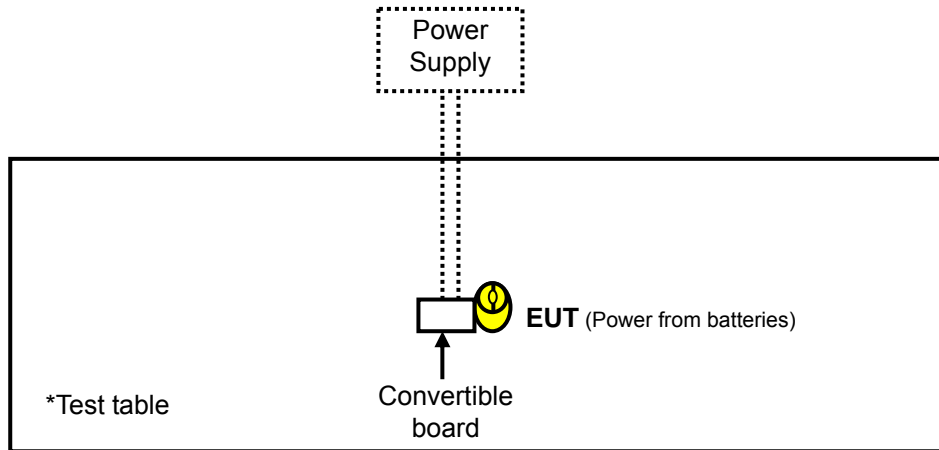 Power
Supply
EUT (Power from batteries)
Convertible
board
*Test table